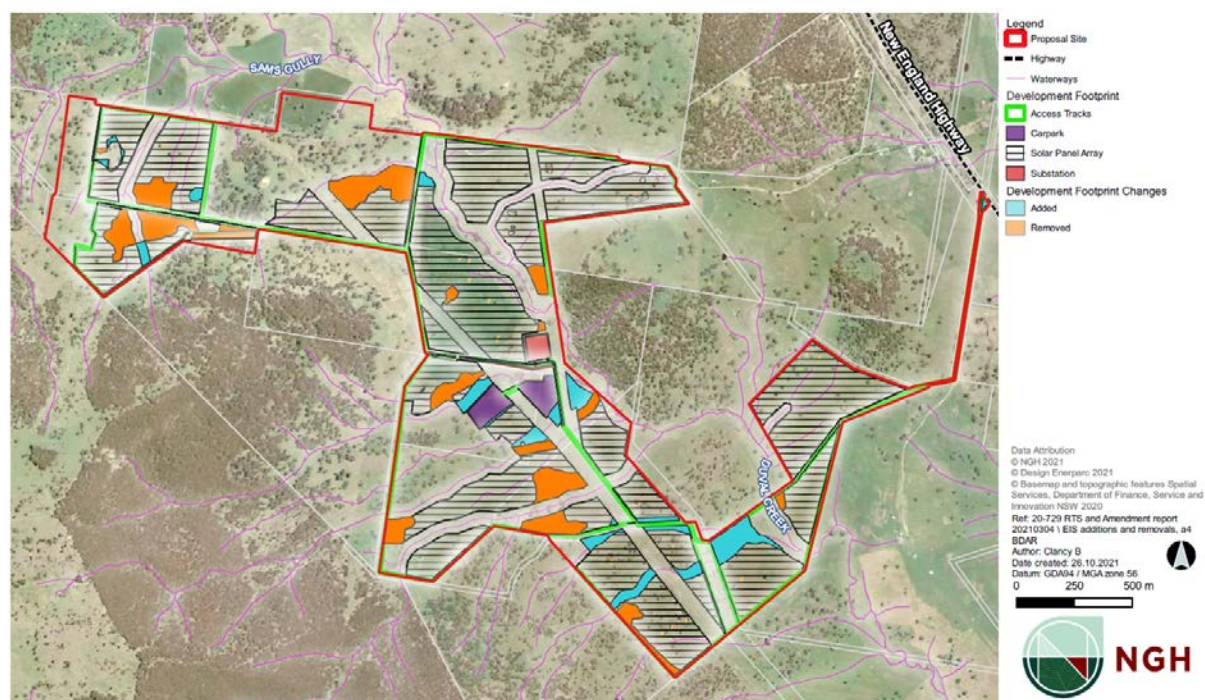 SAMS GULLY
New England Highway
DUVAL CREEK
Legend
Proposal Site
Highway
Waterways
Development Footprint
Access Tracks
Carpark
Solar Panel Array
Substation
Development Footprint Changes
Added
Removed
Data Attribution
© NGH 2021
© Design Enerparc 2021
© Basemap and topographic features Spatial
Services, Department of Finance, Service and
Innovation NSW 2020
Ref: 20-729 RTS and Amendment report
20210304 \ EIS additions and removals, a4
BDAR
Author: Clancy B
Date created: 26.10.2021
Datum: GDA94 / MGA zone 56
0 250 500 m
NGH